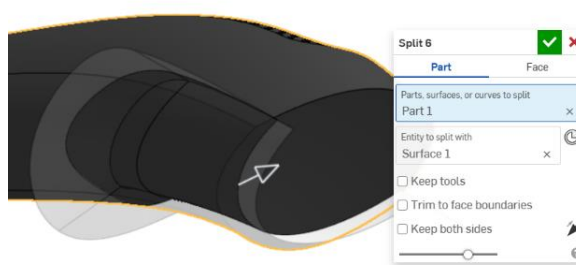 Split 6
Part Face
Parts, surfaces, or curves to split
Part 1
Entity to split with
Surface 1
Keep tools
Trim to face boundaries
Keep both sides